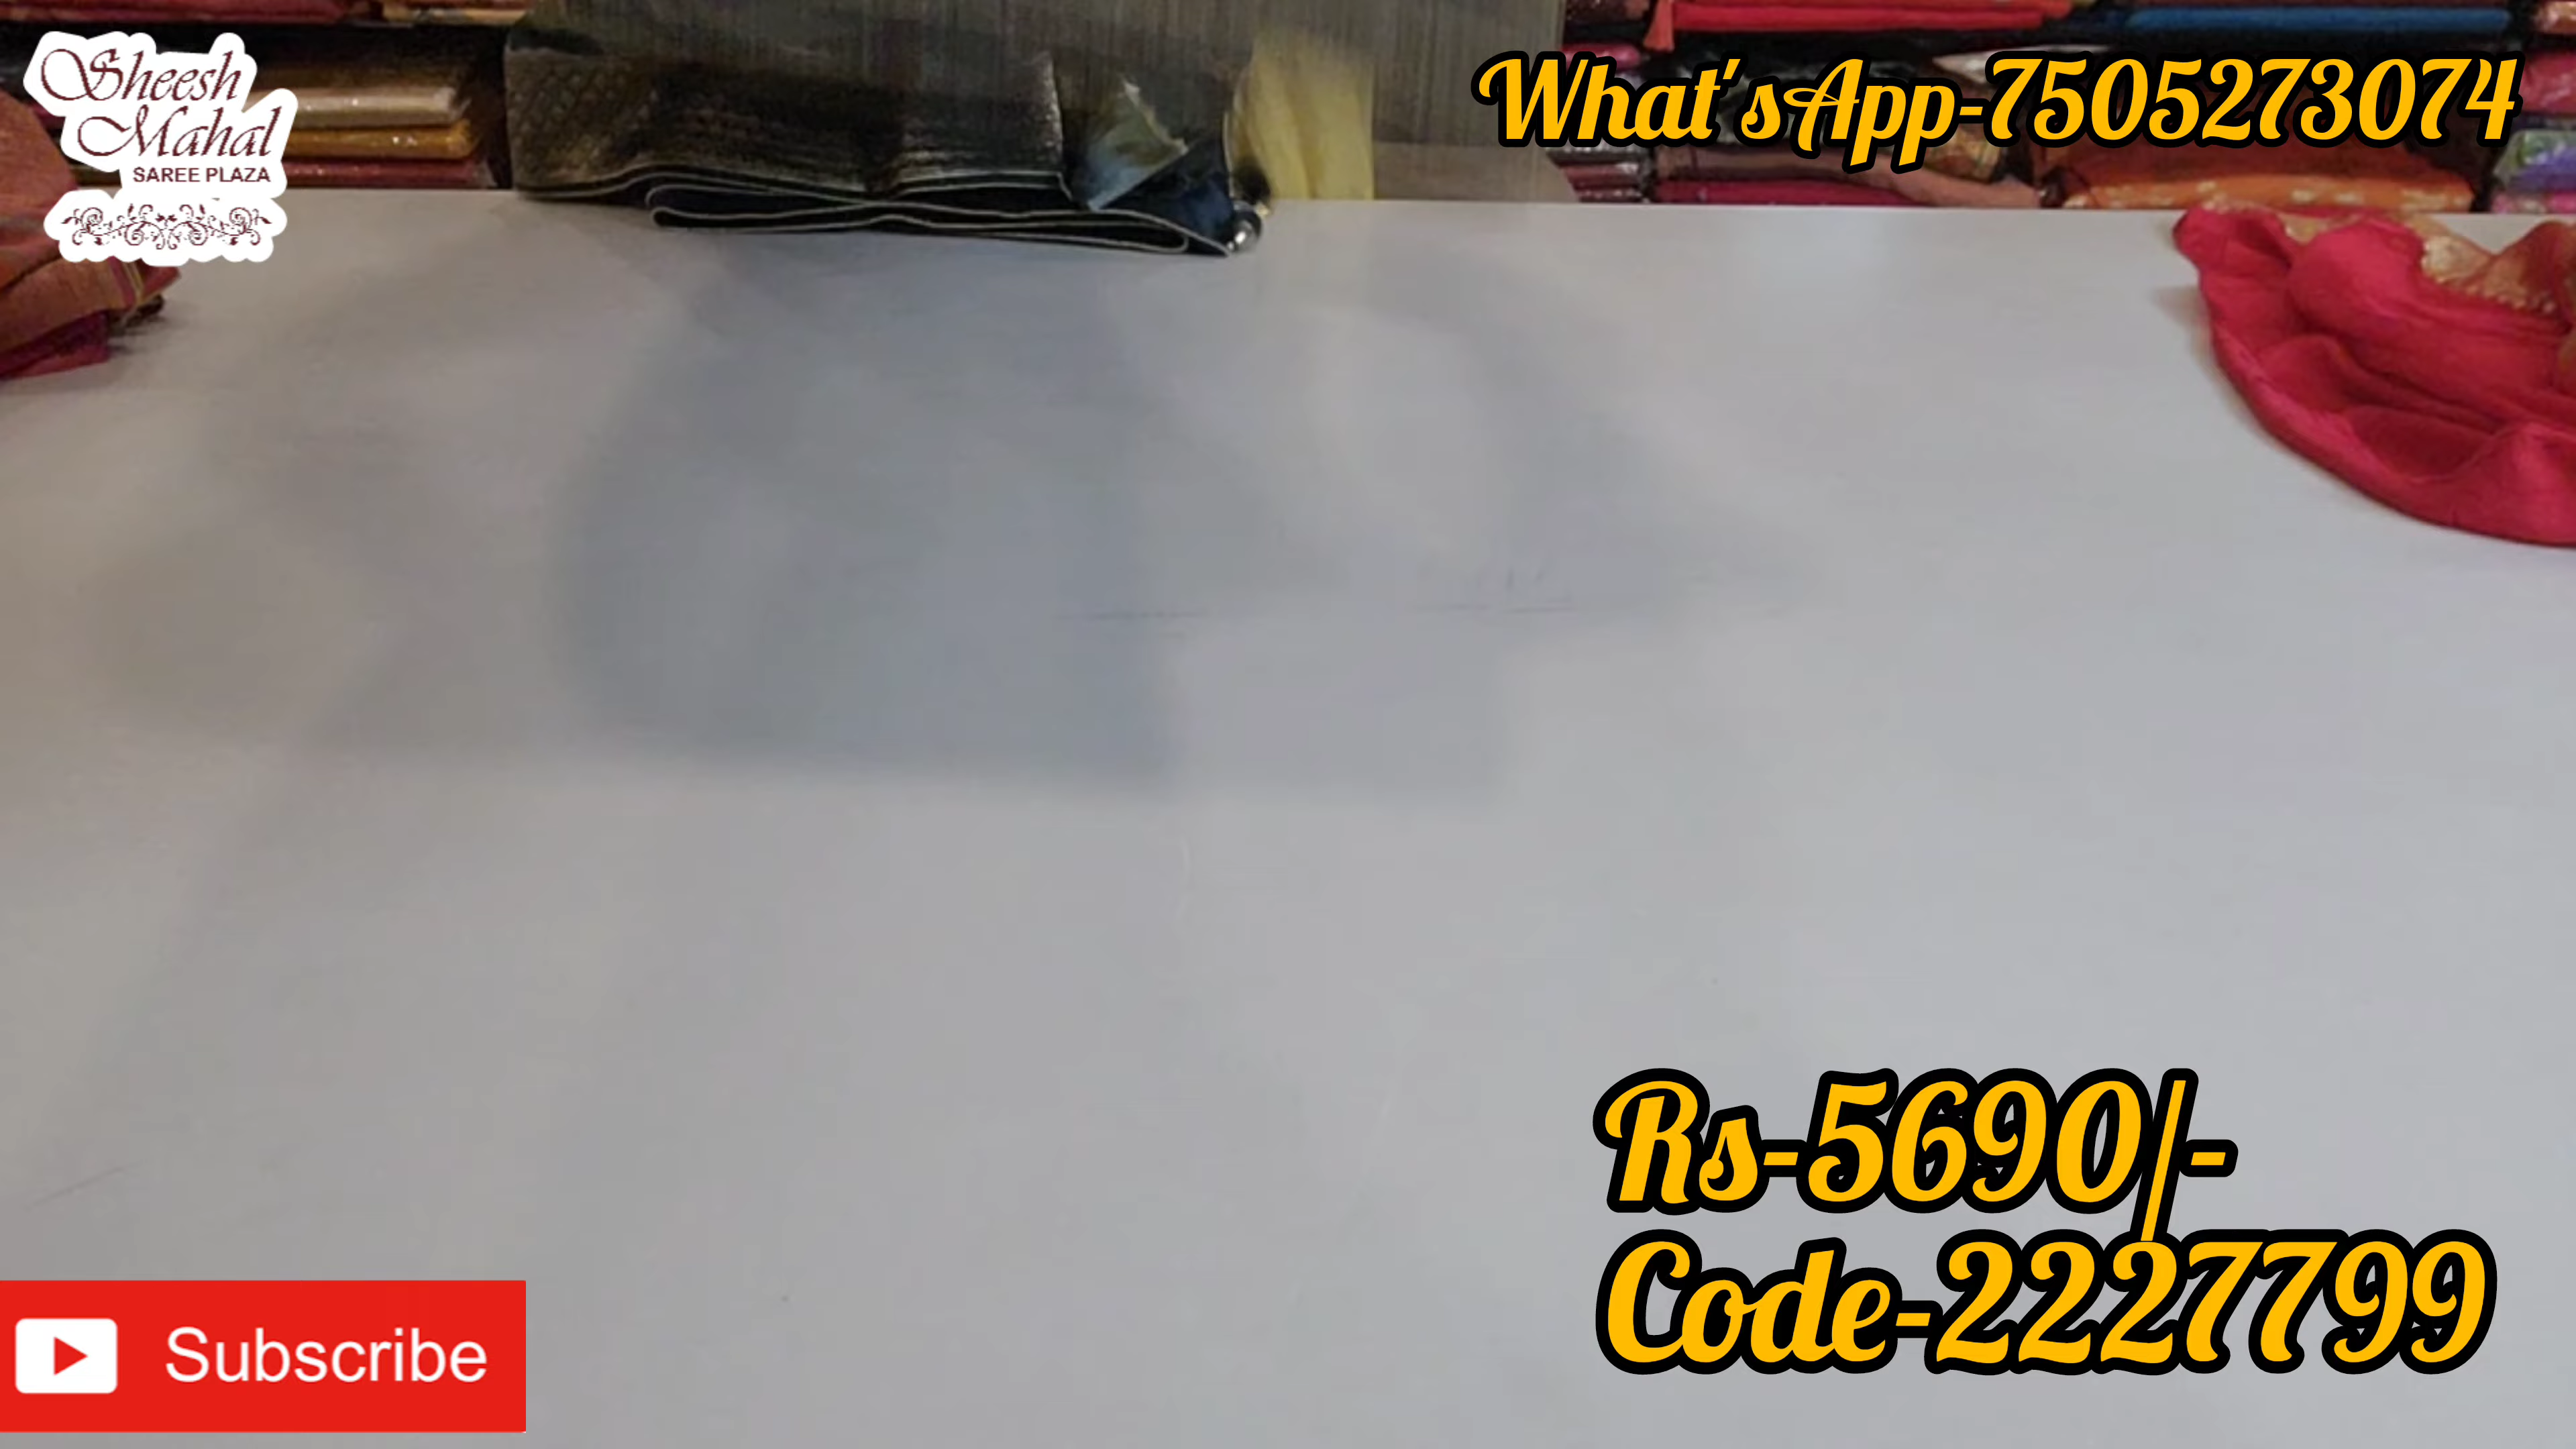 Sheesh
Mahal
SAREE PLAZA
What'sApp-7505273074
Rs-5690/-
Code-2227799
Subscribe